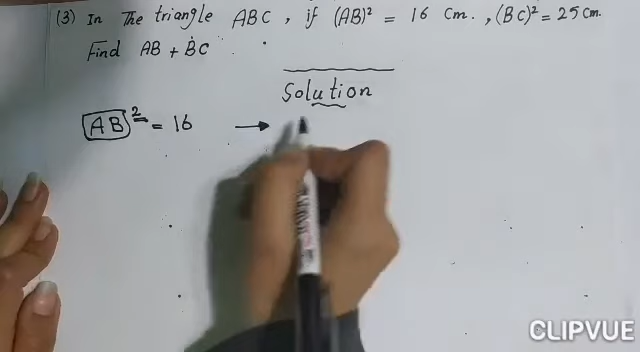 (3) In The triangle ABC, if (AB)² = 16 Cm., (BC)² = 25 Cm.
Find AB + BC
Solution
AB² = 16 →
CLIPVUE